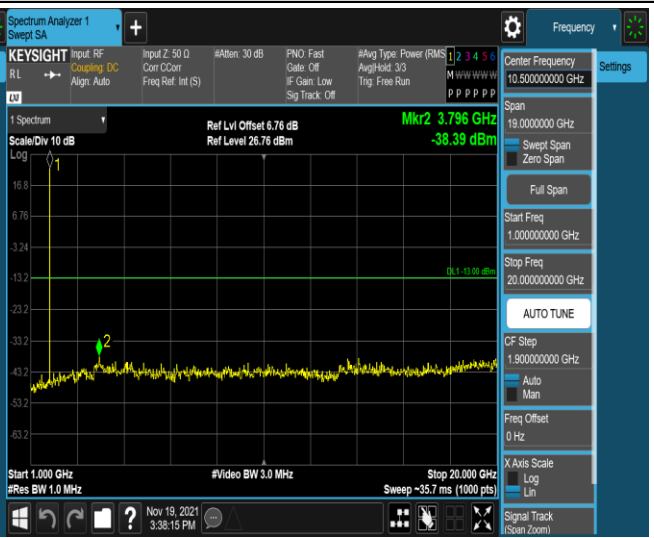 Spectrum Analyzer 1
Swept SA
+
Frequency
KEYSIGHT
Input: RF
Coupling: DC
Align: Auto
Input Z: 50 Ω
Corr CCorr
Freq Ref: Int (S)
#Atten: 30 dB
PNO: Fast
Gate: Off
IF Gain: Low
Sig Track: Off
#Avg Type: Power (RMS
Avg|Hold: 3/3
Trig: Free Run
1 2 3 4 5 6
M W W W W W
P P P P P P
R L
LXI
1 Spectrum
Scale/Div 10 dB
Log
Ref Lvl Offset 6.76 dB
Ref Level 26.76 dBm
Mkr2 3.796 GHz
-38.39 dBm
1
16.8
6.76
-3.24
-13.2
DL1 -13.00 dBm
-23.2
-33.2
2
-43.2
-53.2
-63.2
Start 1.000 GHz
#Res BW 1.0 MHz
#Video BW 3.0 MHz
Stop 20.000 GHz
Sweep ~35.7 ms (1000 pts)
?
Nov 19, 2021
3:38:15 PM
Settings
Center Frequency
10.500000000 GHz
Span
19.0000000 GHz
Swept Span
Zero Span
Full Span
Start Freq
1.000000000 GHz
Stop Freq
20.000000000 GHz
AUTO TUNE
CF Step
1.900000000 GHz
Auto
Man
Freq Offset
0 Hz
X Axis Scale
Log
Lin
Signal Track
(Span Zoom)